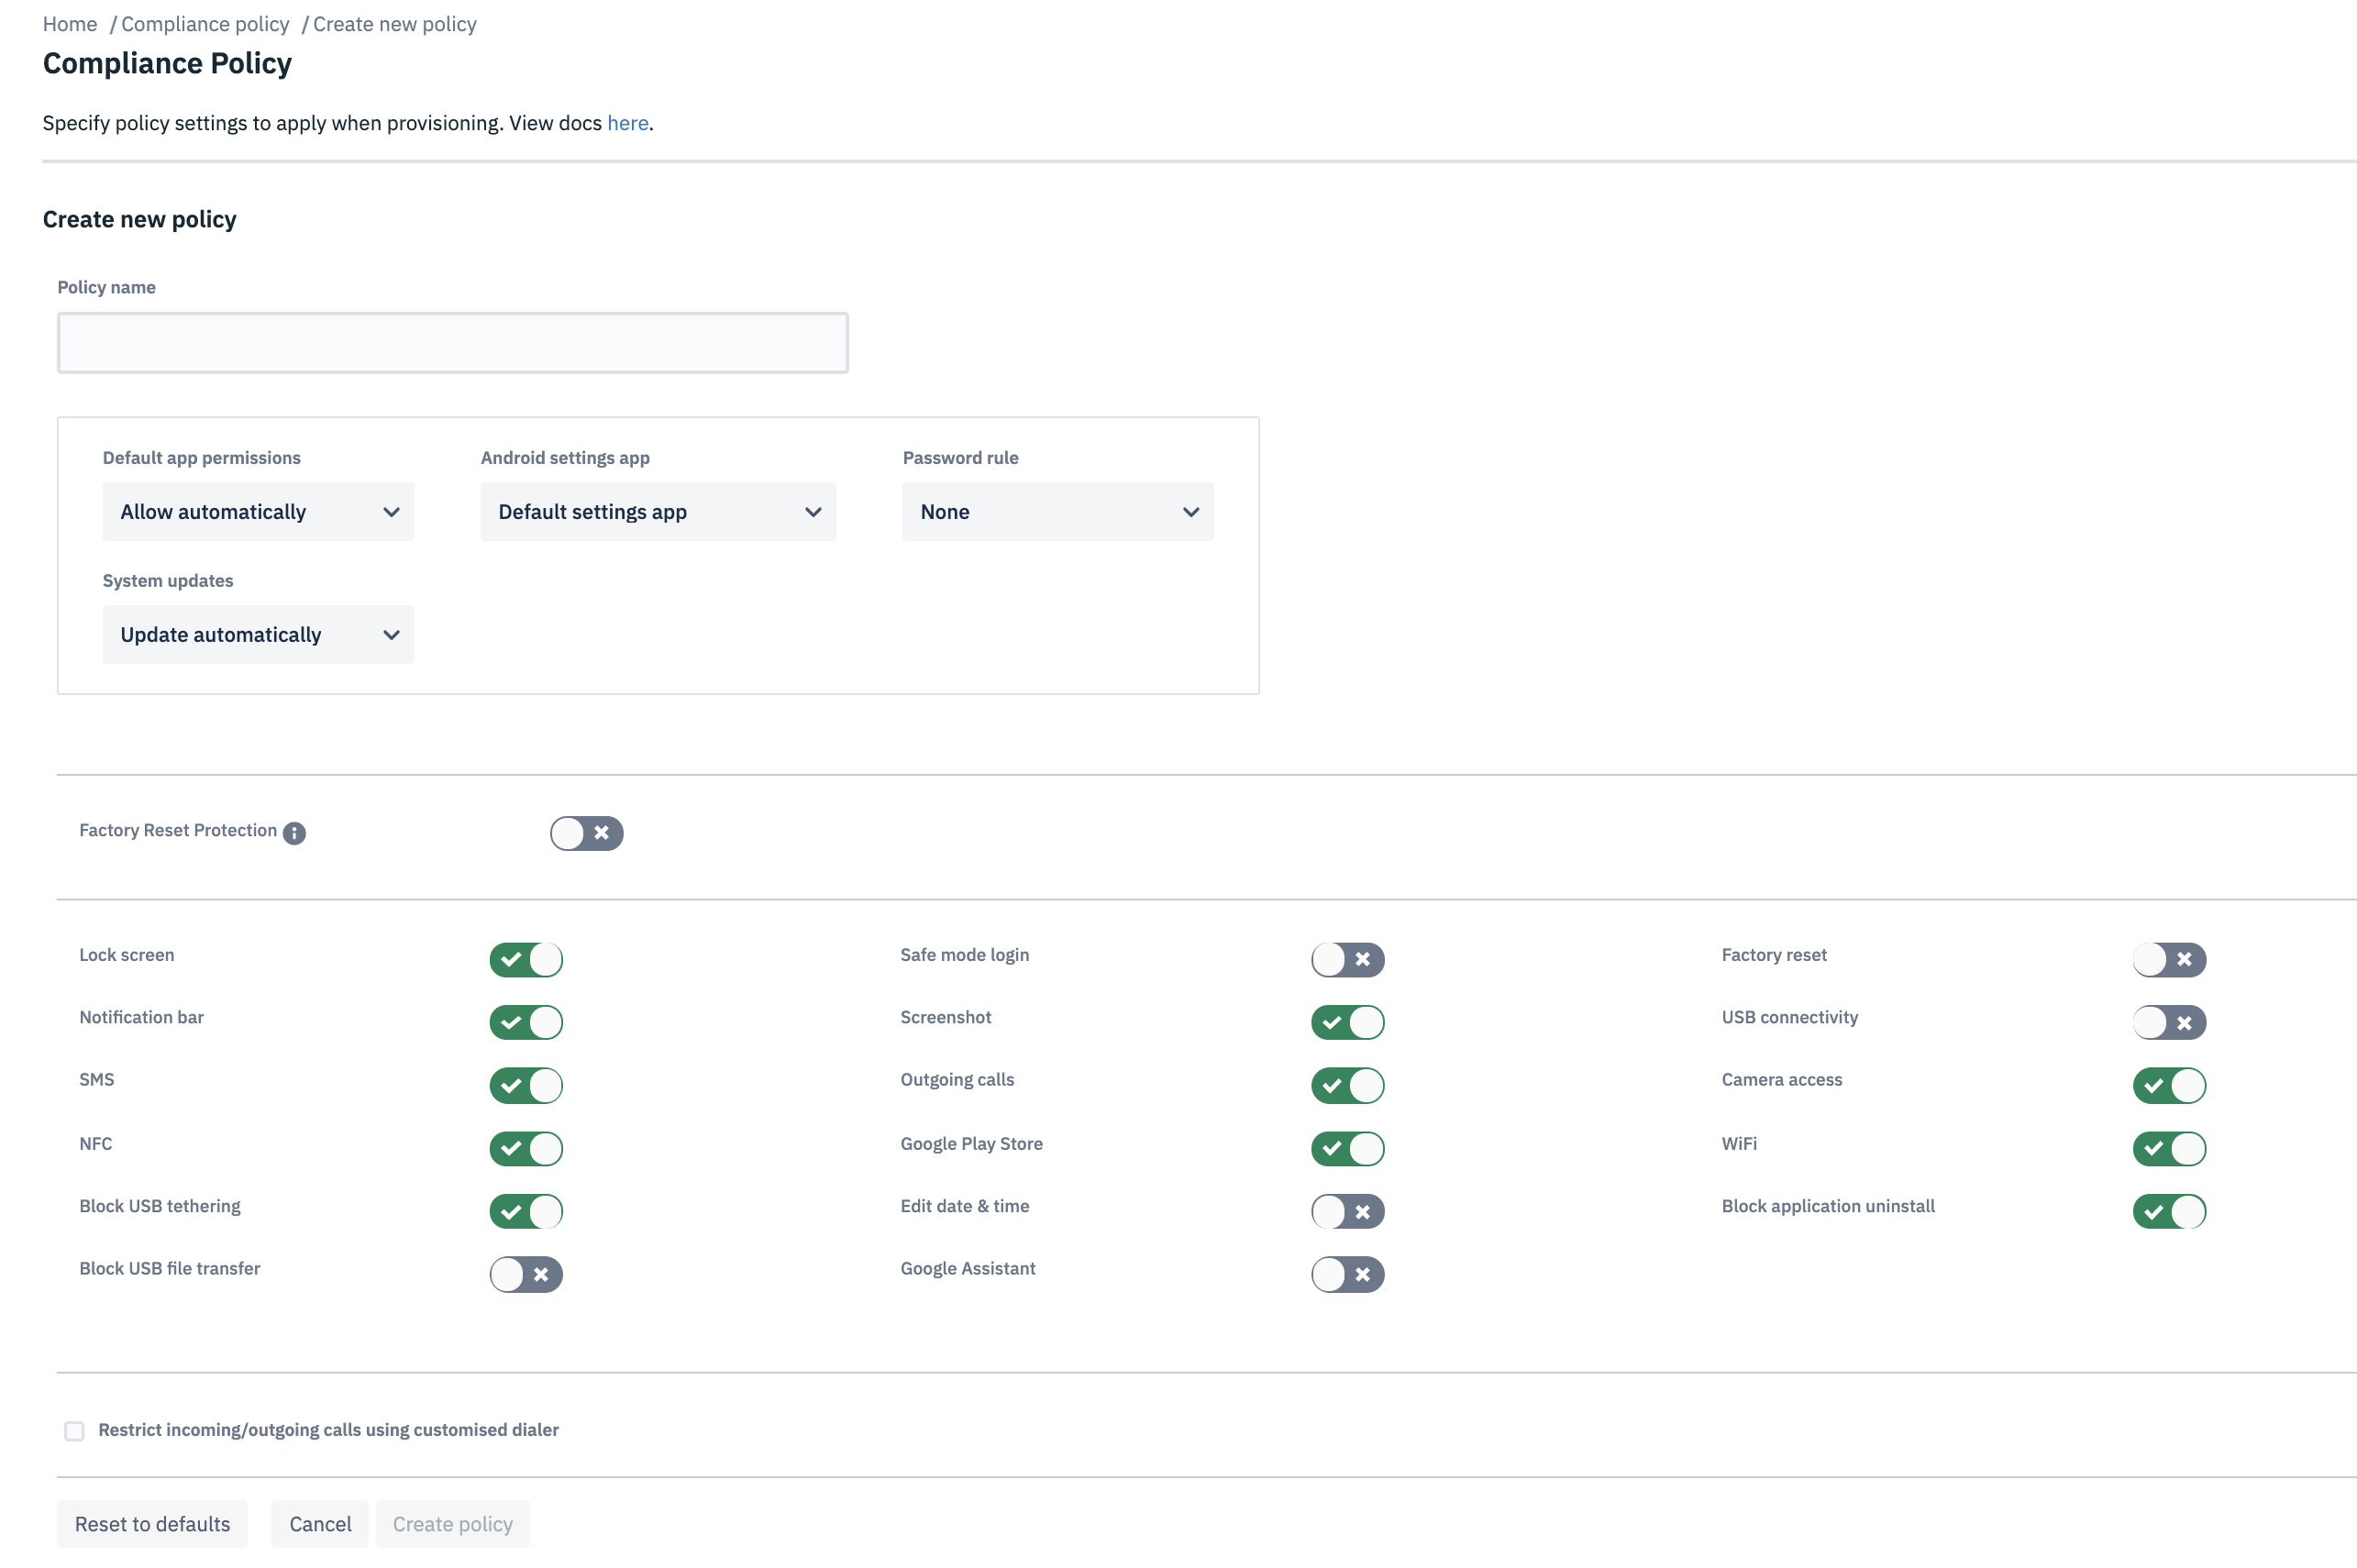 Home / Compliance policy / Create new policy
Compliance Policy
Specify policy settings to apply when provisioning. View docs here.
Create new policy
Policy name
Default app permissions Android settings app Password rule
Allow automatically Default settings app None
System updates
Update automatically
Factory Reset Protection
Lock screen Safe mode login Factory reset
Notification bar Screenshot USB connectivity
SMS Outgoing calls Camera access
NFC Google Play Store WiFi
Block USB tethering Edit date & time Block application uninstall
Block USB file transfer Google Assistant
Restrict incoming/outgoing calls using customised dialer
Reset to defaults Cancel Create policy